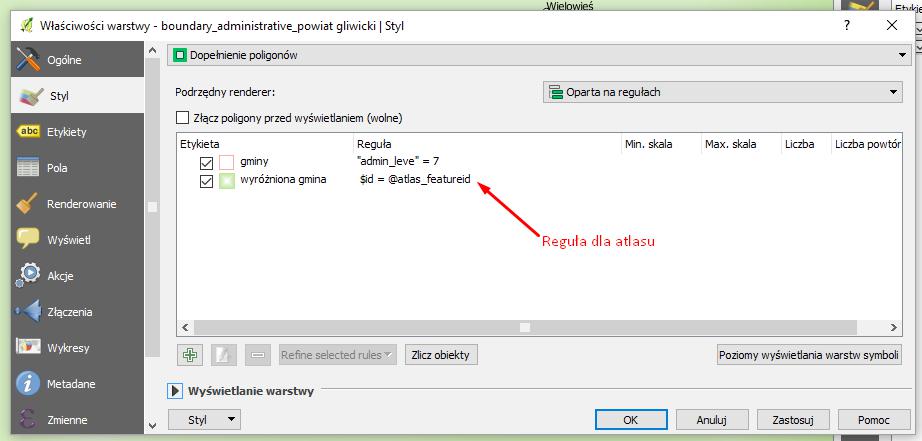 Wielowieś
Etykie
Właściwości warstwy - boundary_administrative_powiat gliwicki | Styl
Ogólne
Styl
abc Etykiety
Pola
Renderowanie
Wyświetl
Akcje
Złączenia
Wykresy
Metadane
Zmienne
Dopełnienie poligonów
Podrzędny renderer:
Oparta na regułach
Złącz poligony przed wyświetlaniem (wolne)
Etykieta Reguła Min. skala Max. skala Liczba Liczba powtór
gminy "admin_leve" = 7
wyróżniona gmina $id = @atlas_featureid
Reguła dla atlasu
Refine selected rules Zlicz obiekty Poziomy wyświetlania warstw symboli
Wyświetlanie warstwy
Styl OK Anuluj Zastosuj Pomoc